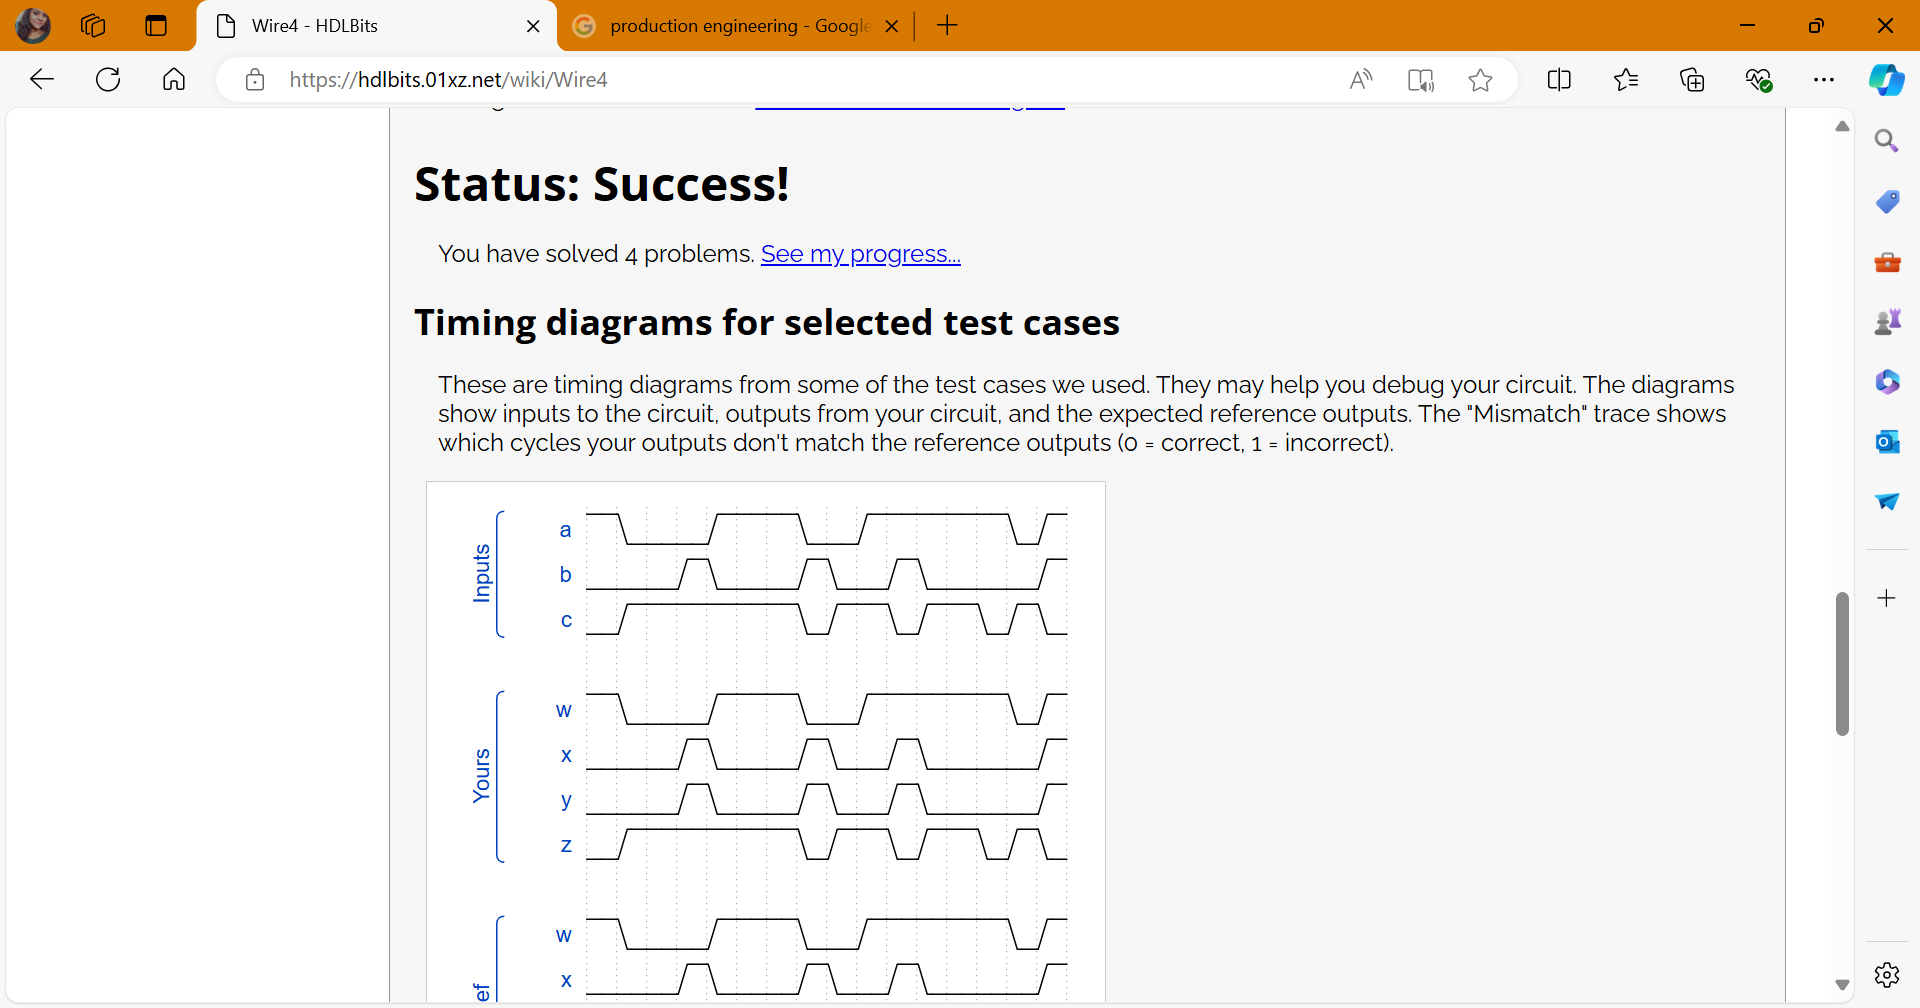 Wire4 - HDLBits
production engineering - Google
https://hdlbits.01xz.net/wiki/Wire4
Status: Success!
You have solved 4 problems. See my progress...
Timing diagrams for selected test cases
These are timing diagrams from some of the test cases we used. They may help you debug your circuit. The diagrams
show inputs to the circuit, outputs from your circuit, and the expected reference outputs. The "Mismatch" trace shows
which cycles your outputs don't match the reference outputs (0 = correct, 1 = incorrect).
Inputs
a
b
c
Yours
w
x
y
z
ef
w
x